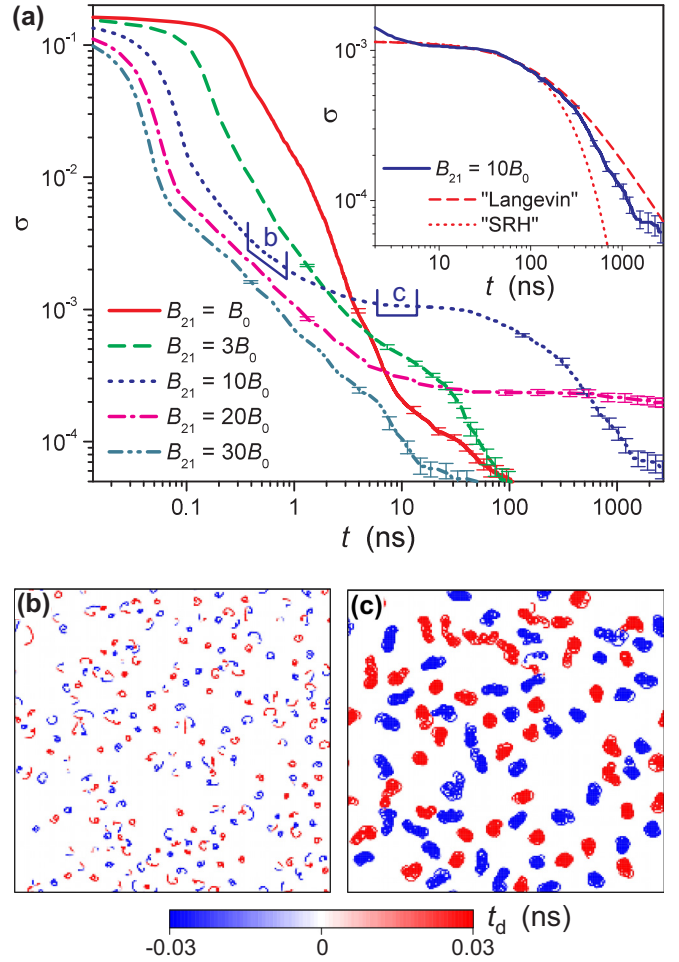 (a)
10⁻¹
10⁻²
10⁻³
10⁻⁴
σ
0.1
1
10
100
1000
t (ns)
b
c
B₂₁ = B₀
B₂₁ = 3B₀
B₂₁ = 10B₀
B₂₁ = 20B₀
B₂₁ = 30B₀
10⁻³
10⁻⁴
σ
B₂₁ = 10B₀
"Langevin"
"SRH"
10
100
1000
t (ns)
(b)
(c)
t_d (ns)
-0.03
0
0.03